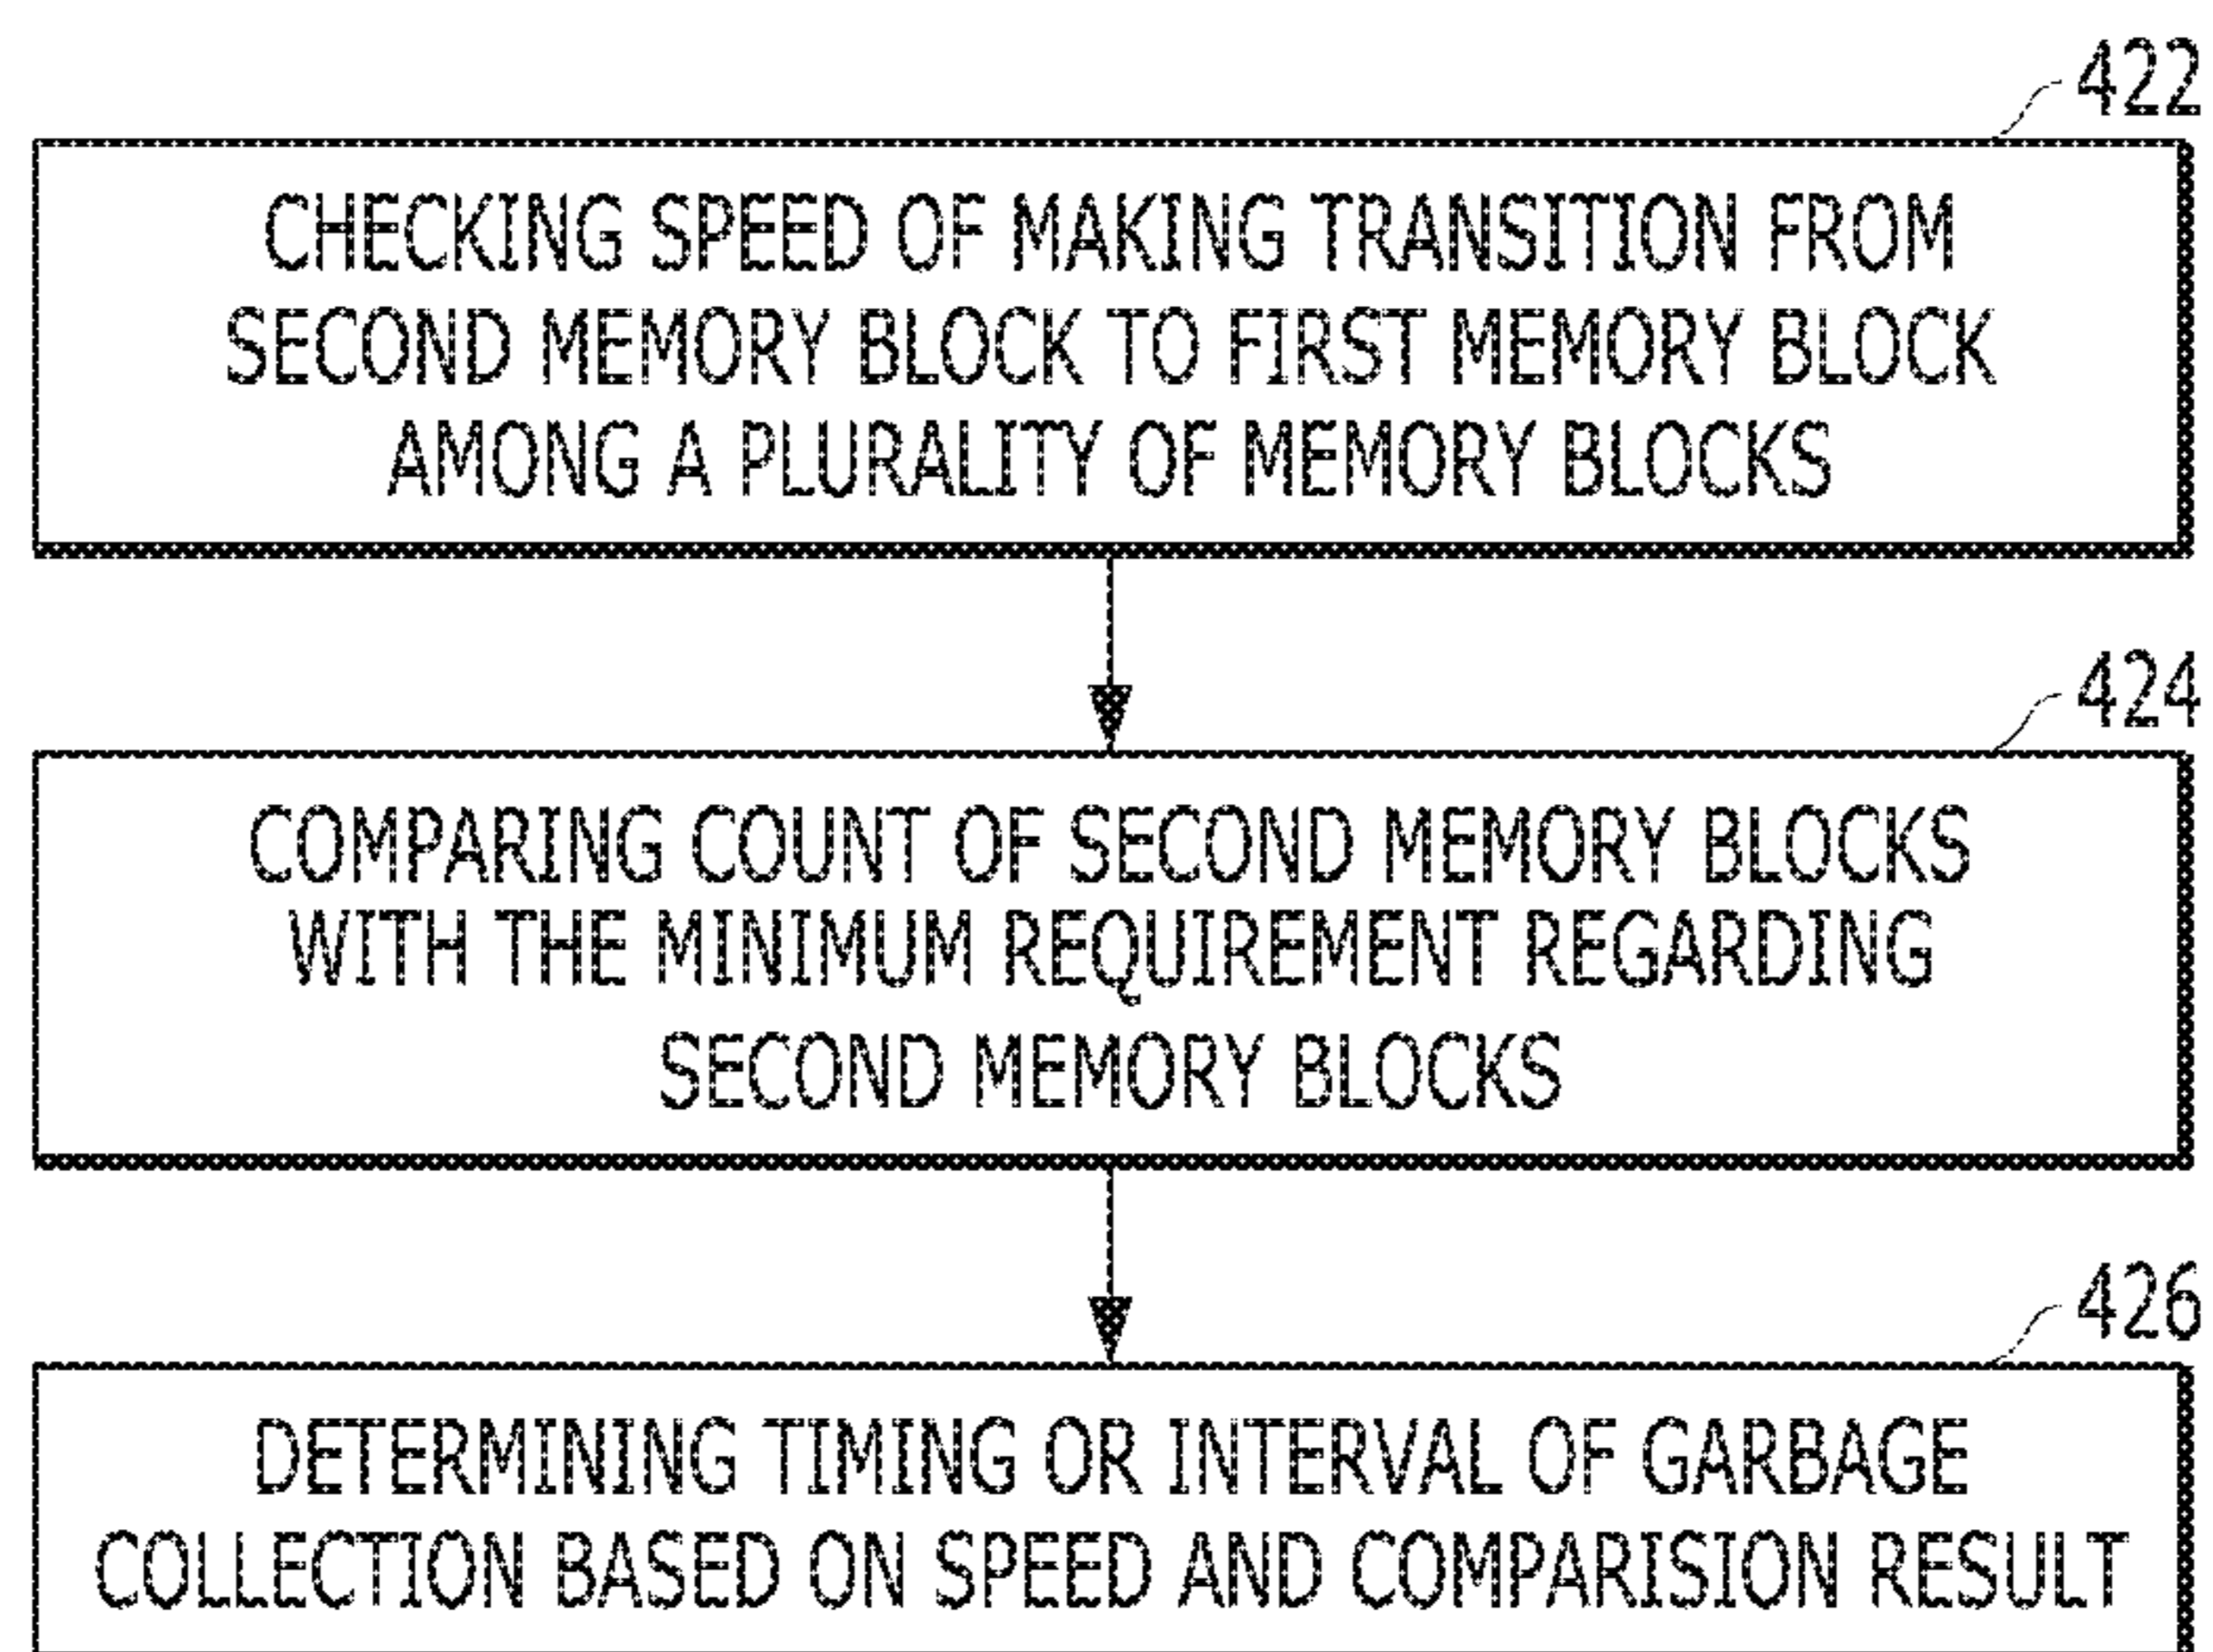 422
CHECKING SPEED OF MAKING TRANSITION FROM
SECOND MEMORY BLOCK TO FIRST MEMORY BLOCK
AMONG A PLURALITY OF MEMORY BLOCKS
424
COMPARING COUNT OF SECOND MEMORY BLOCKS
WITH THE MINIMUM REQUIREMENT REGARDING
SECOND MEMORY BLOCKS
426
DETERMINING TIMING OR INTERVAL OF GARBAGE
COLLECTION BASED ON SPEED AND COMPARISION RESULT